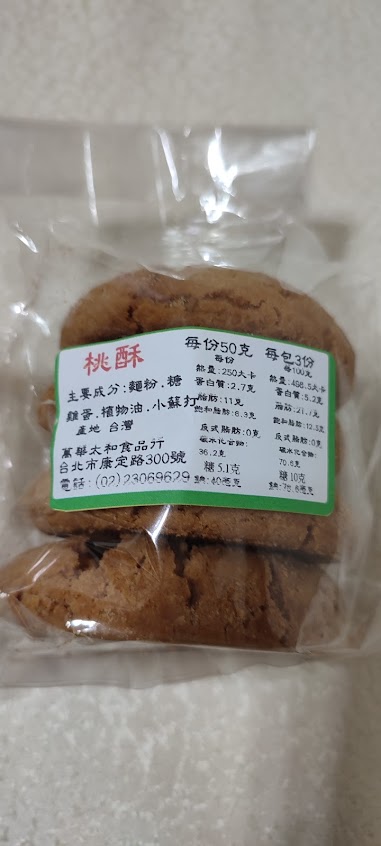 桃酥
主要成分:麵粉.糖
雞蛋.植物油.小蘇打
產地 台灣
萬華太和食品行
台北市康定路300號
電話:(02)23069629
每份50克
每份
熱量:250大卡
蛋白質:2.7克
脂肪:11克
飽和脂肪:6.3克
反式脂肪:0克
碳水化合物:
36.2克
糖 5.1克
鈉:40毫克
每包3份
每100克
熱量:498.5大卡
蛋白質:5.2克
脂肪:21.7克
飽和脂肪:12.5克
反式脂肪:0克
碳水化合物:
70.6克
糖 10克